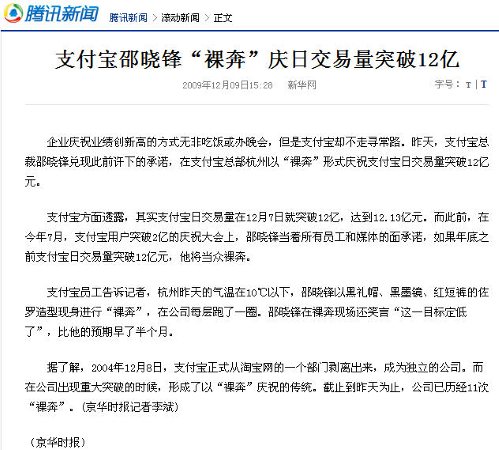 腾讯新闻 腾讯新闻 > 滚动新闻 > 正文
支付宝邵晓锋“裸奔”庆日交易量突破12亿
2009年12月09日15:28 新华网 字号：T | T
企业庆祝业绩创新高的方式无非吃饭或办晚会，但是支付宝却不走寻常路。昨天，支付宝总
裁邵晓锋兑现此前许下的承诺，在支付宝总部杭州以“裸奔”形式庆祝支付宝日交易量突破12亿
元。
支付宝方面透露，其实支付宝日交易量在12月7日就突破12亿，达到12.13亿元。而此前，在
今年7月，支付宝用户突破2亿的庆祝大会上，邵晓锋当着所有员工和媒体的面承诺，如果年底之
前支付宝日交易量突破12亿元，他将当众裸奔。
支付宝员工告诉记者，杭州昨天的气温在10℃以下，邵晓锋以黑礼帽、黑墨镜、红短裤的佐
罗造型现身进行“裸奔”，在公司每层跑了一圈。邵晓锋在裸奔现场还笑言“这一目标定低
了”，比他的预期早了半个月。
据了解，2004年12月8日，支付宝正式从淘宝网的一个部门剥离出来，成为独立的公司。而
在公司出现重大突破的时候，形成了以“裸奔”庆祝的传统。截止到昨天为止，公司已历经11次
“裸奔”。(京华时报记者李斌)
（京华时报）